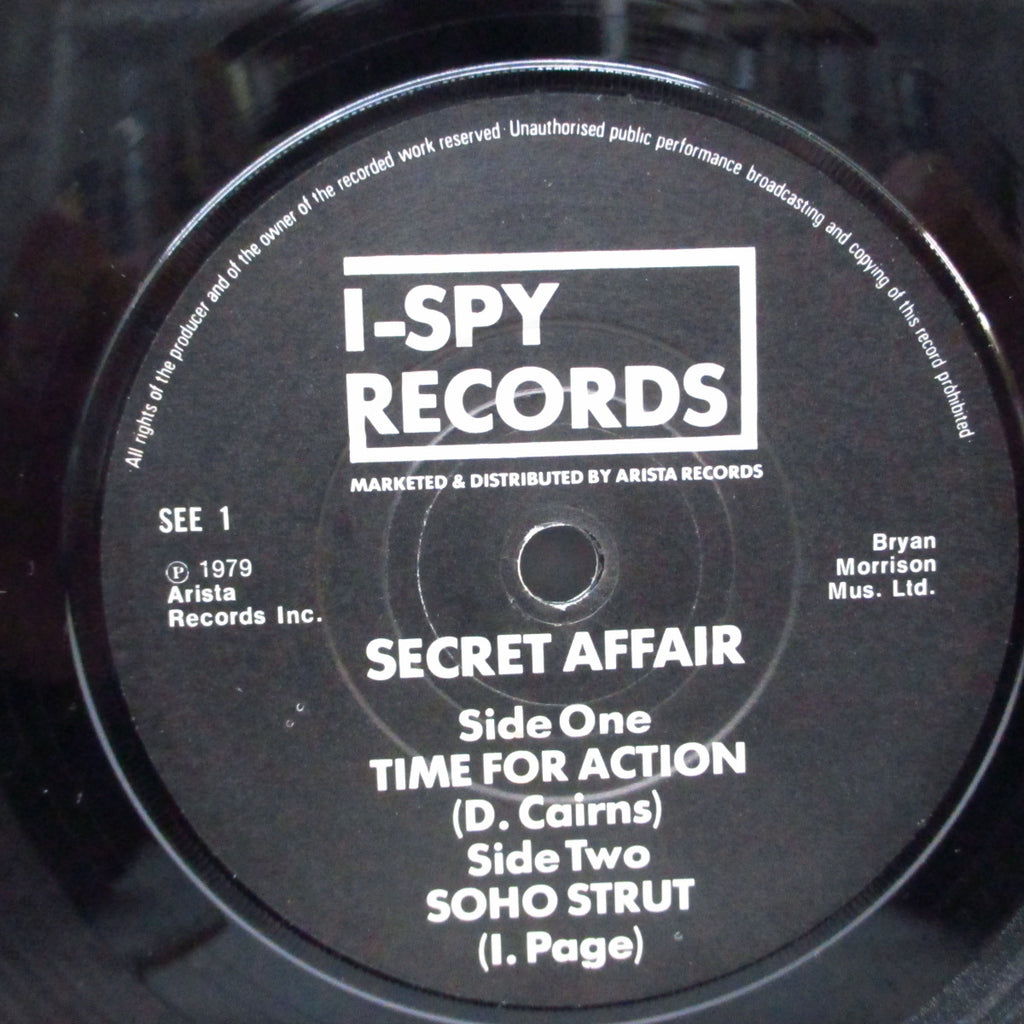 All rights of the producer and of the owner of the recorded work reserved · Unauthorised public performance broadcasting and copying of this record prohibited
I-SPY
RECORDS
MARKETED & DISTRIBUTED BY ARISTA RECORDS
SEE 1
℗ 1979
Arista
Records Inc.
Bryan
Morrison
Mus. Ltd.
SECRET AFFAIR
Side One
TIME FOR ACTION
(D. Cairns)
Side Two
SOHO STRUT
(I. Page)